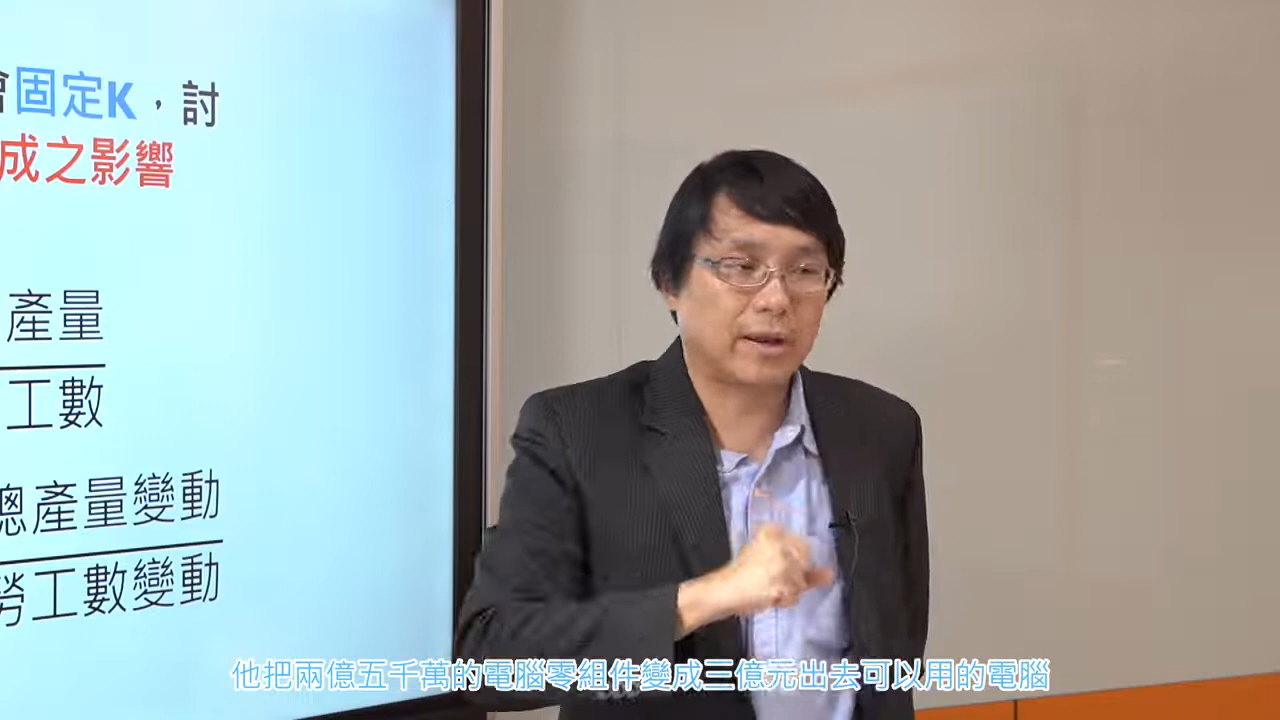 會固定K，討
成之影響
產量
工數
總產量變動
勞工數變動
他把兩億五千萬的電腦零組件變成三億元出去可以用的電腦